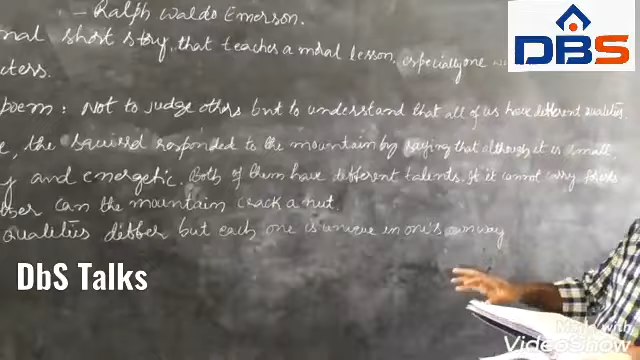 - Ralph Waldo Emerson.
nal short story, that teaches a moral lesson, especially one
cters.
poem: Not to judge others but to understand that all of us have different qualities.
e, the squirrel responded to the mountain by saying that although it is small,
y and energetic. Both of them have different talents. If it cannot carry forests
ther can the mountain crack a nut.
qualities differ but each one is unique in one's own way
DBS
DbS Talks
Made with
VideoShow